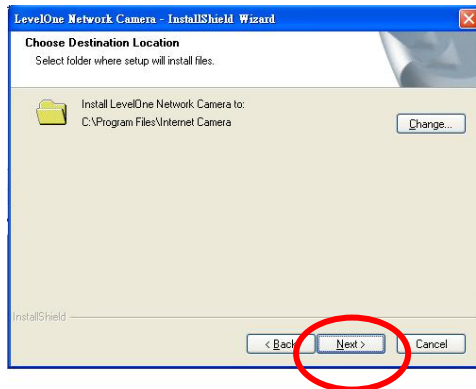 LevelOne Network Camera - InstallShield Wizard
Choose Destination Location
Select folder where setup will install files.
Install LevelOne Network Camera to:
C:\Program Files\Internet Camera
Change...
InstallShield
< Back Next > Cancel